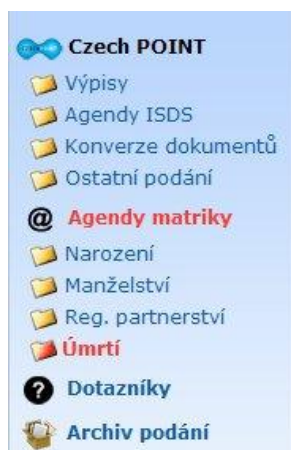 Czech POINT
Výpisy
Agendy ISDS
Konverze dokumentů
Ostatní podání
@ Agendy matriky
Narození
Manželství
Reg. partnerství
Úmrtí
? Dotazníky
Archiv podání